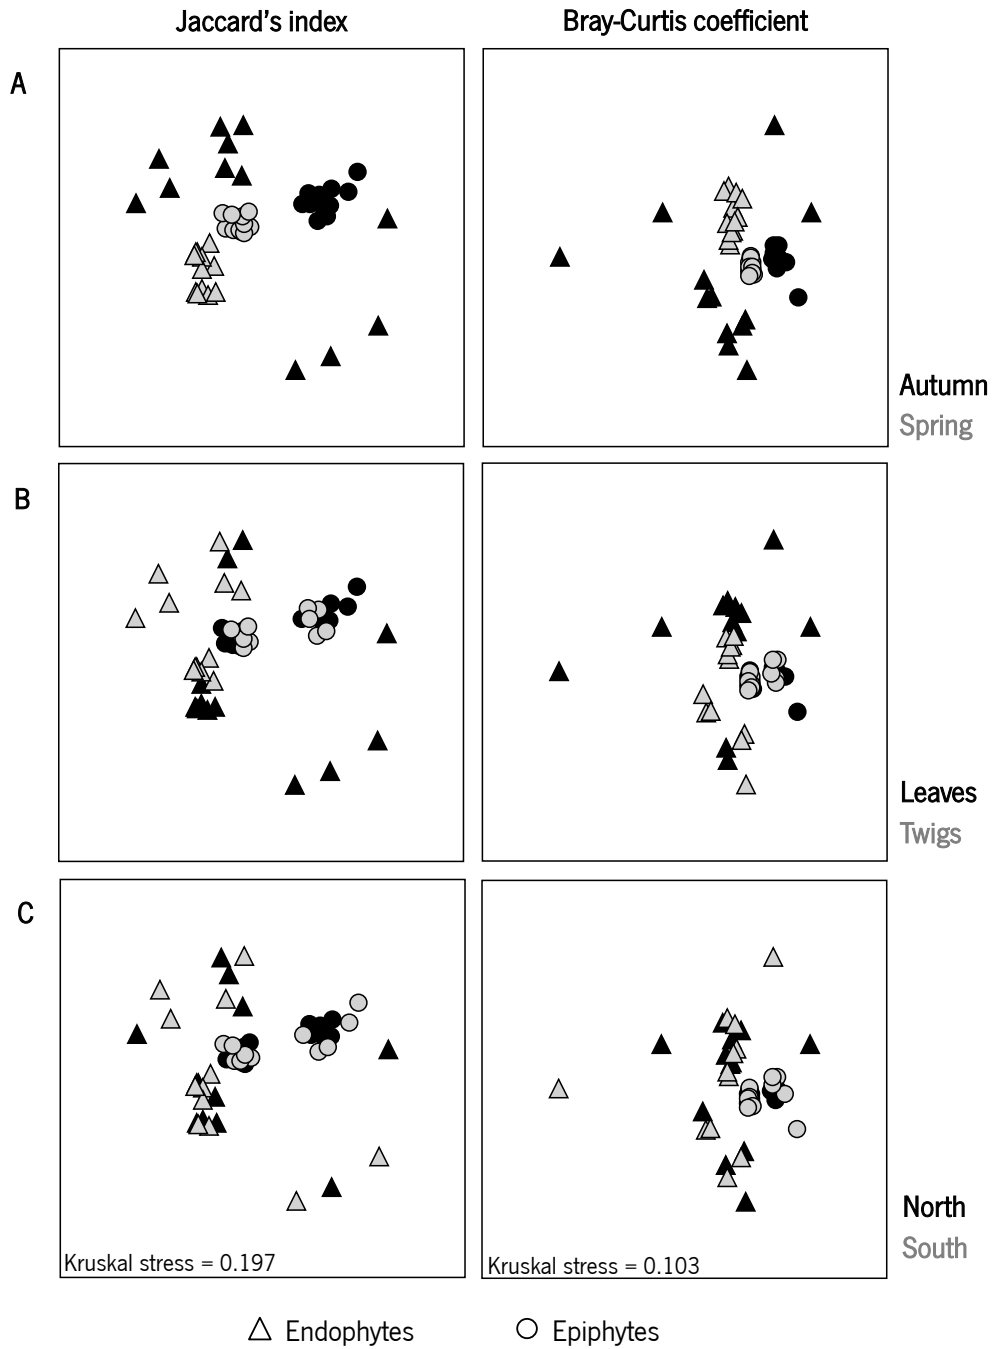 Jaccard's index
Bray-Curtis coefficient
A
Autumn
Spring
B
Leaves
Twigs
C
North
South
Kruskal stress = 0.197
Kruskal stress = 0.103
Endophytes
Epiphytes